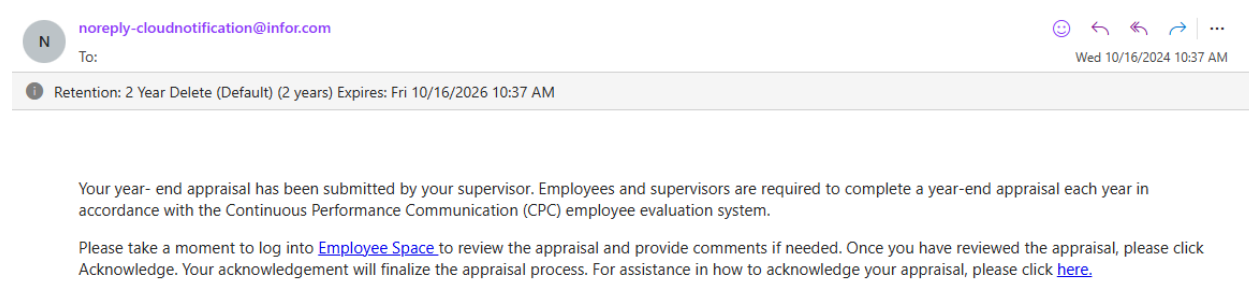 noreply-cloudnotification@infor.com
N
To:
Wed 10/16/2024 10:37 AM
Retention: 2 Year Delete (Default) (2 years) Expires: Fri 10/16/2026 10:37 AM
Your year- end appraisal has been submitted by your supervisor. Employees and supervisors are required to complete a year-end appraisal each year in
accordance with the Continuous Performance Communication (CPC) employee evaluation system.
Please take a moment to log into Employee Space to review the appraisal and provide comments if needed. Once you have reviewed the appraisal, please click
Acknowledge. Your acknowledgement will finalize the appraisal process. For assistance in how to acknowledge your appraisal, please click here.